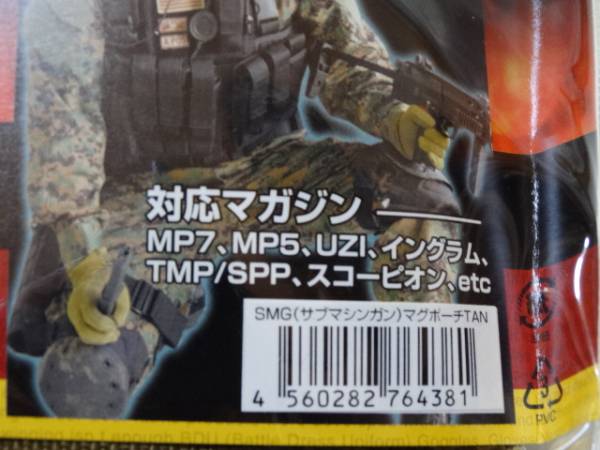 対応マガジン
MP7、MP5、UZI、イングラム、
TMP/SPP、スコーピオン、etc
SMG(サブマシンガン)マグポーチTAN
4 560282 764381
3
PVC